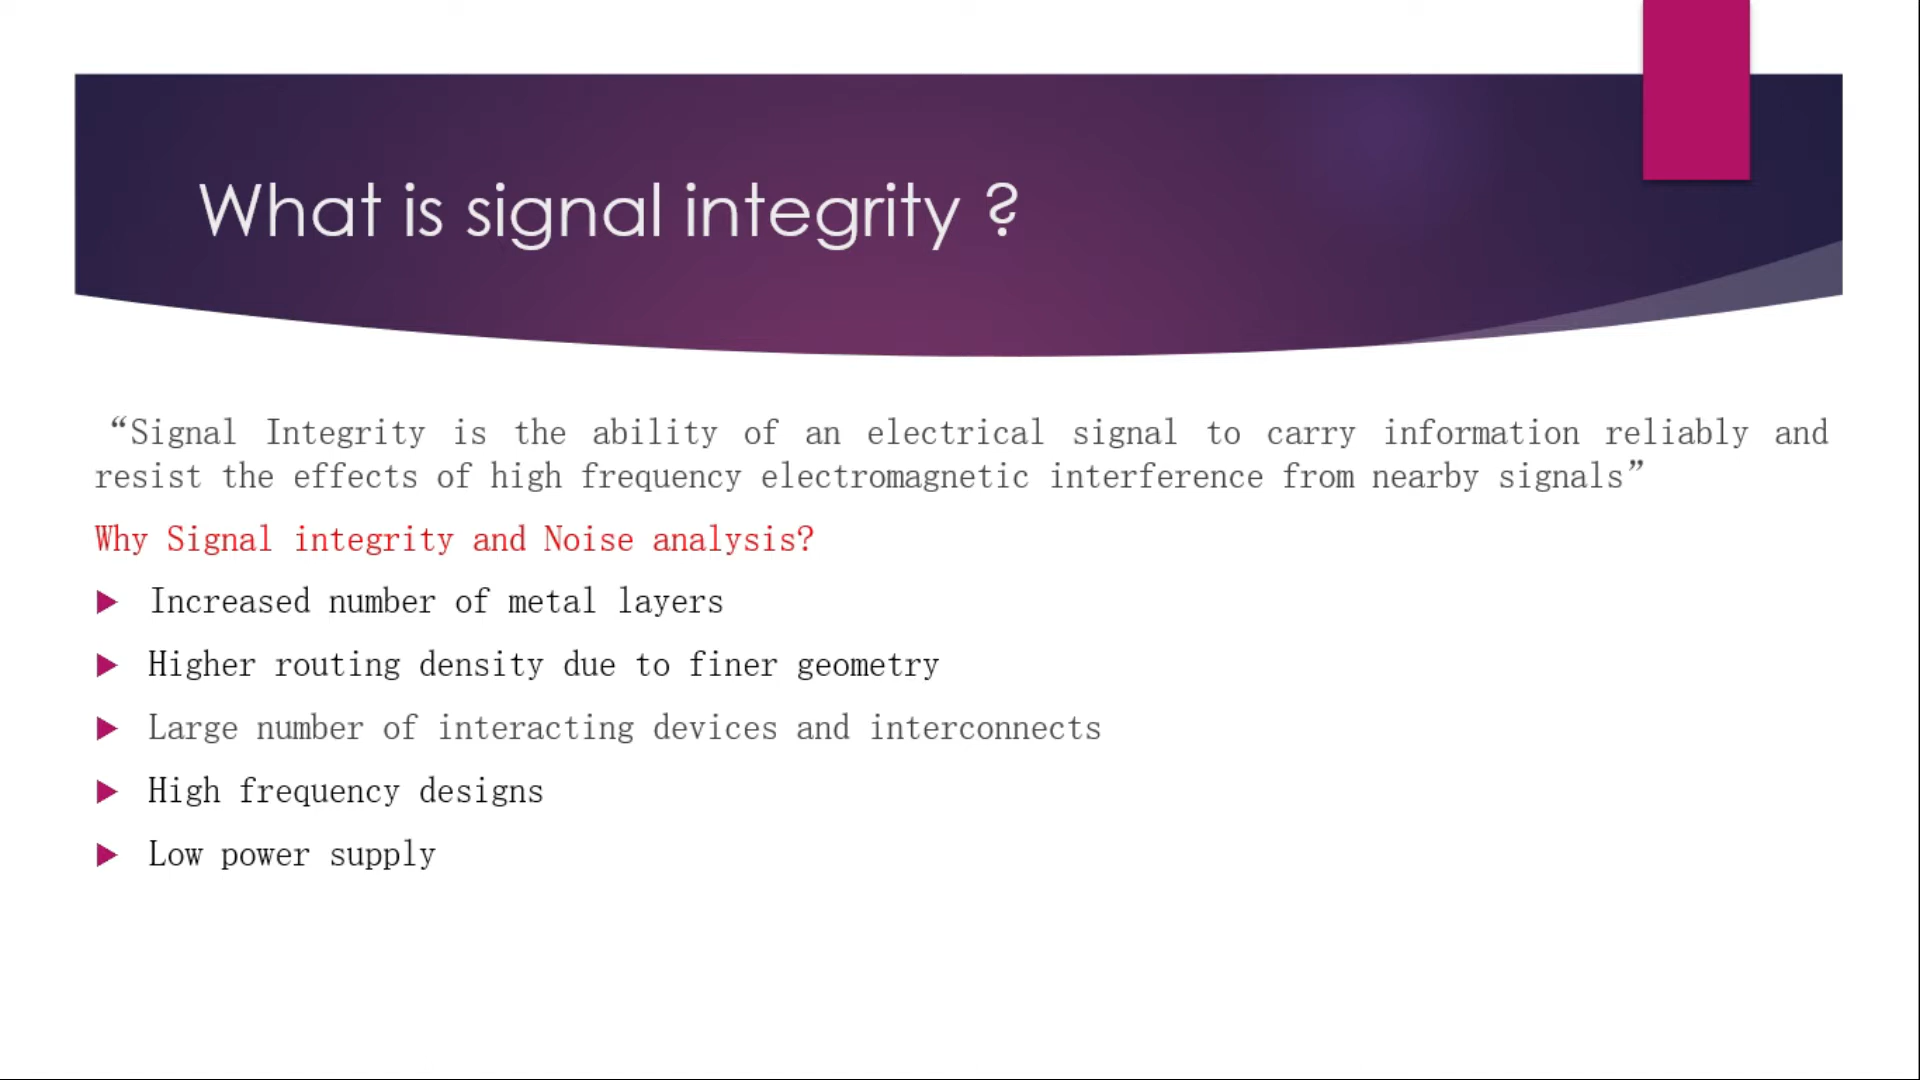 What is signal integrity ?
“Signal Integrity is the ability of an electrical signal to carry information reliably and
resist the effects of high frequency electromagnetic interference from nearby signals”
Why Signal integrity and Noise analysis?
Increased number of metal layers
Higher routing density due to finer geometry
Large number of interacting devices and interconnects
High frequency designs
Low power supply